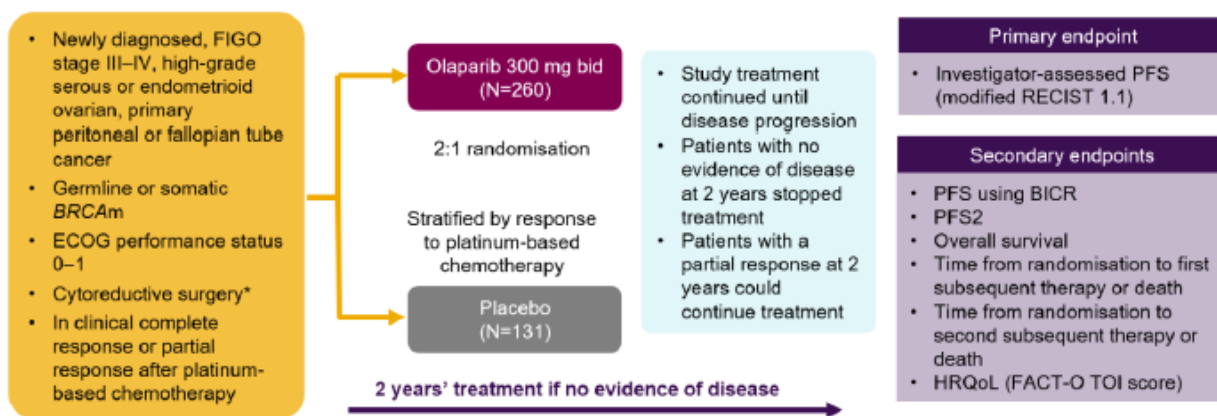 • Newly diagnosed, FIGO
stage III–IV, high-grade
serous or endometrioid
ovarian, primary
peritoneal or fallopian tube
cancer
• Germline or somatic
BRCAm
• ECOG performance status
0–1
• Cytoreductive surgery*
• In clinical complete
response or partial
response after platinum-
based chemotherapy
Olaparib 300 mg bid
(N=260)
2:1 randomisation
Stratified by response
to platinum-based
chemotherapy
Placebo
(N=131)
• Study treatment
continued until
disease progression
• Patients with no
evidence of disease
at 2 years stopped
treatment
• Patients with a
partial response at 2
years could
continue treatment
2 years’ treatment if no evidence of disease
Primary endpoint
• Investigator-assessed PFS
(modified RECIST 1.1)
Secondary endpoints
• PFS using BICR
• PFS2
• Overall survival
• Time from randomisation to first
subsequent therapy or death
• Time from randomisation to
second subsequent therapy or
death
• HRQoL (FACT-O TOI score)